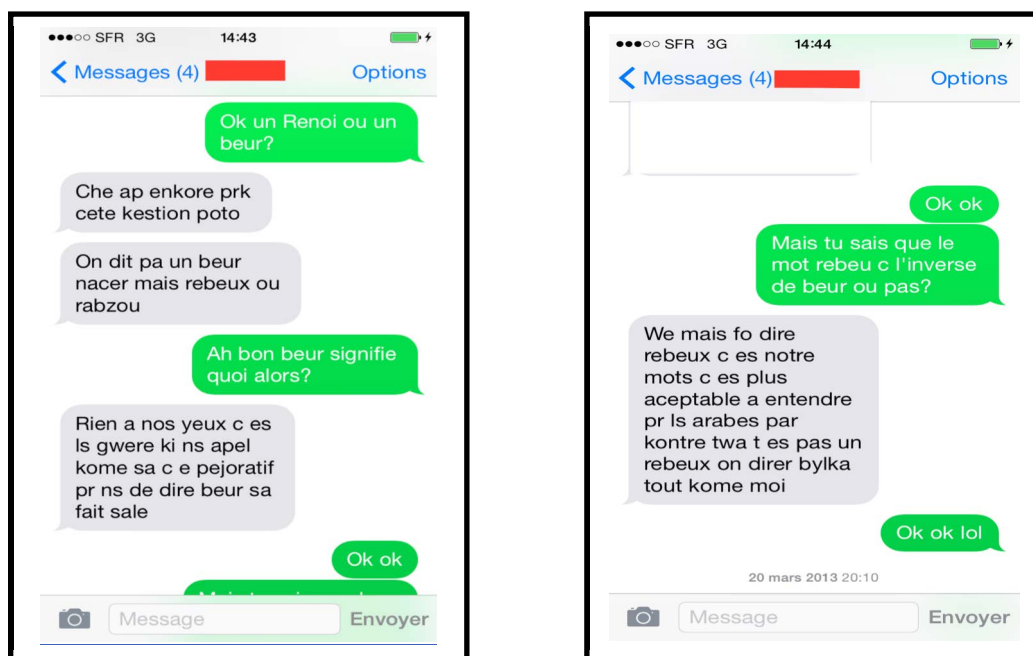 SFR 3G 14:43
Messages (4) Options
Ok un Renoi ou un
beur?
Che ap enkore prk
cete kestion poto
On dit pa un beur
nacer mais rebeux ou
rabzou
Ah bon beur signifie
quoi alors?
Rien a nos yeux c es
ls gwere ki ns apel
kome sa c e pejoratif
pr ns de dire beur sa
fait sale
Ok ok
Message Envoyer
SFR 3G 14:44
Messages (4) Options
Ok ok
Mais tu sais que le
mot rebeu c l'inverse
de beur ou pas?
We mais fo dire
rebeux c es notre
mots c es plus
aceptable a entendre
pr ls arabes par
kontre twa t es pas un
rebeux on direr bylka
tout kome moi
Ok ok lol
20 mars 2013 20:10
Message Envoyer